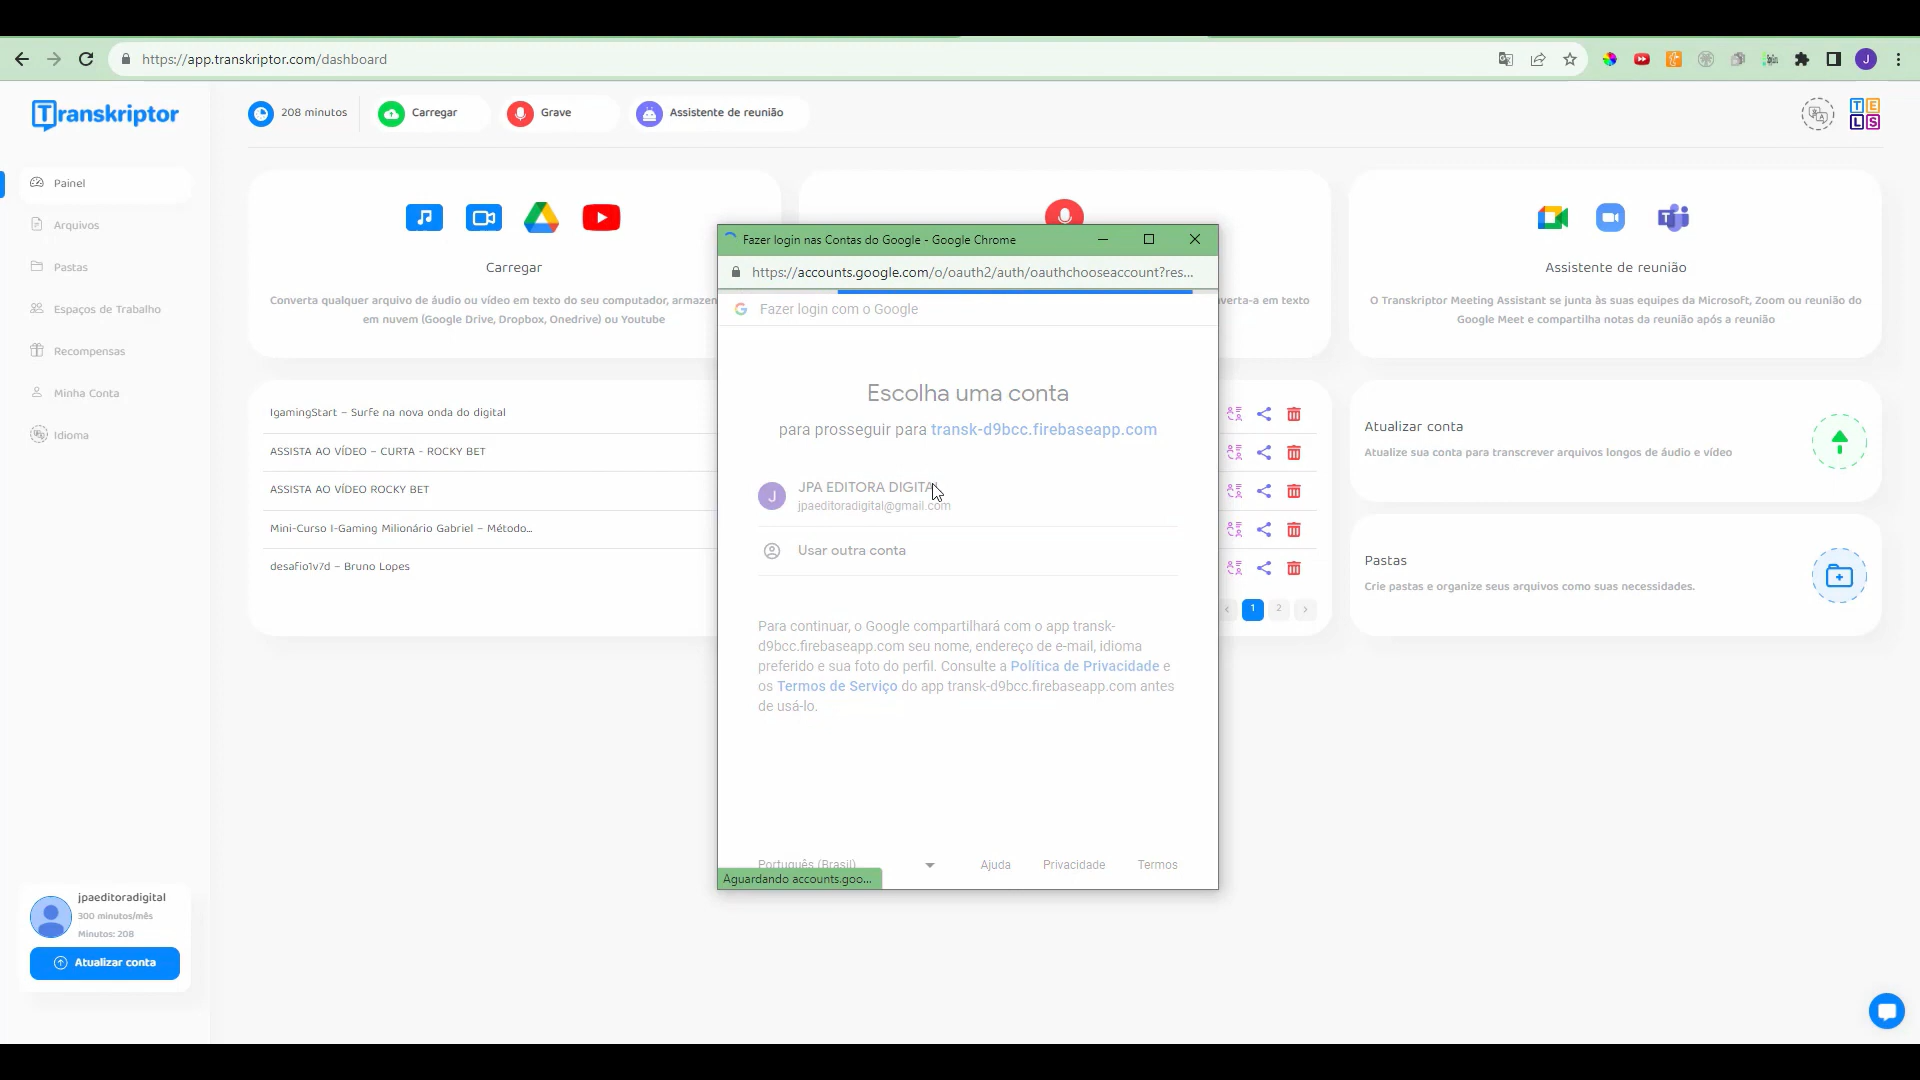 https://app.transkriptor.com/dashboard
J
Transkriptor
208 minutos
Carregar
Grave
Assistente de reunião
T E
L S
Painel
Arquivos
Pastas
Espaços de Trabalho
Recompensas
Minha Conta
Idioma
jpaeditoradigital
300 minutos/mês
Minutos: 208
Atualizar conta
Carregar
Converta qualquer arquivo de áudio ou vídeo em texto do seu computador, armazen
em nuvem (Google Drive, Dropbox, Onedrive) ou Youtube
verta-a em texto
Assistente de reunião
O Transkriptor Meeting Assistant se junta às suas equipes da Microsoft, Zoom ou reunião do
Google Meet e compartilha notas da reunião após a reunião
IgamingStart – Surfe na nova onda do digital
ASSISTA AO VÍDEO – CURTA - ROCKY BET
ASSISTA AO VÍDEO ROCKY BET
Mini-Curso I-Gaming Milionário Gabriel – Método...
desafio1v7d – Bruno Lopes
1
2
Atualizar conta
Atualize sua conta para transcrever arquivos longos de áudio e vídeo
Pastas
Crie pastas e organize seus arquivos como suas necessidades.
Fazer login nas Contas do Google - Google Chrome
https://accounts.google.com/o/oauth2/auth/oauthchooseaccount?res...
Fazer login com o Google
Escolha uma conta
para prosseguir para transk-d9bcc.firebaseapp.com
J
JPA EDITORA DIGITAL
jpaeditoradigital@gmail.com
Usar outra conta
Para continuar, o Google compartilhará com o app transk-
d9bcc.firebaseapp.com seu nome, endereço de e-mail, idioma
preferido e sua foto do perfil. Consulte a Política de Privacidade e
os Termos de Serviço do app transk-d9bcc.firebaseapp.com antes
de usá-lo.
Português (Brasil)
Ajuda
Privacidade
Termos
Aguardando accounts.goo...